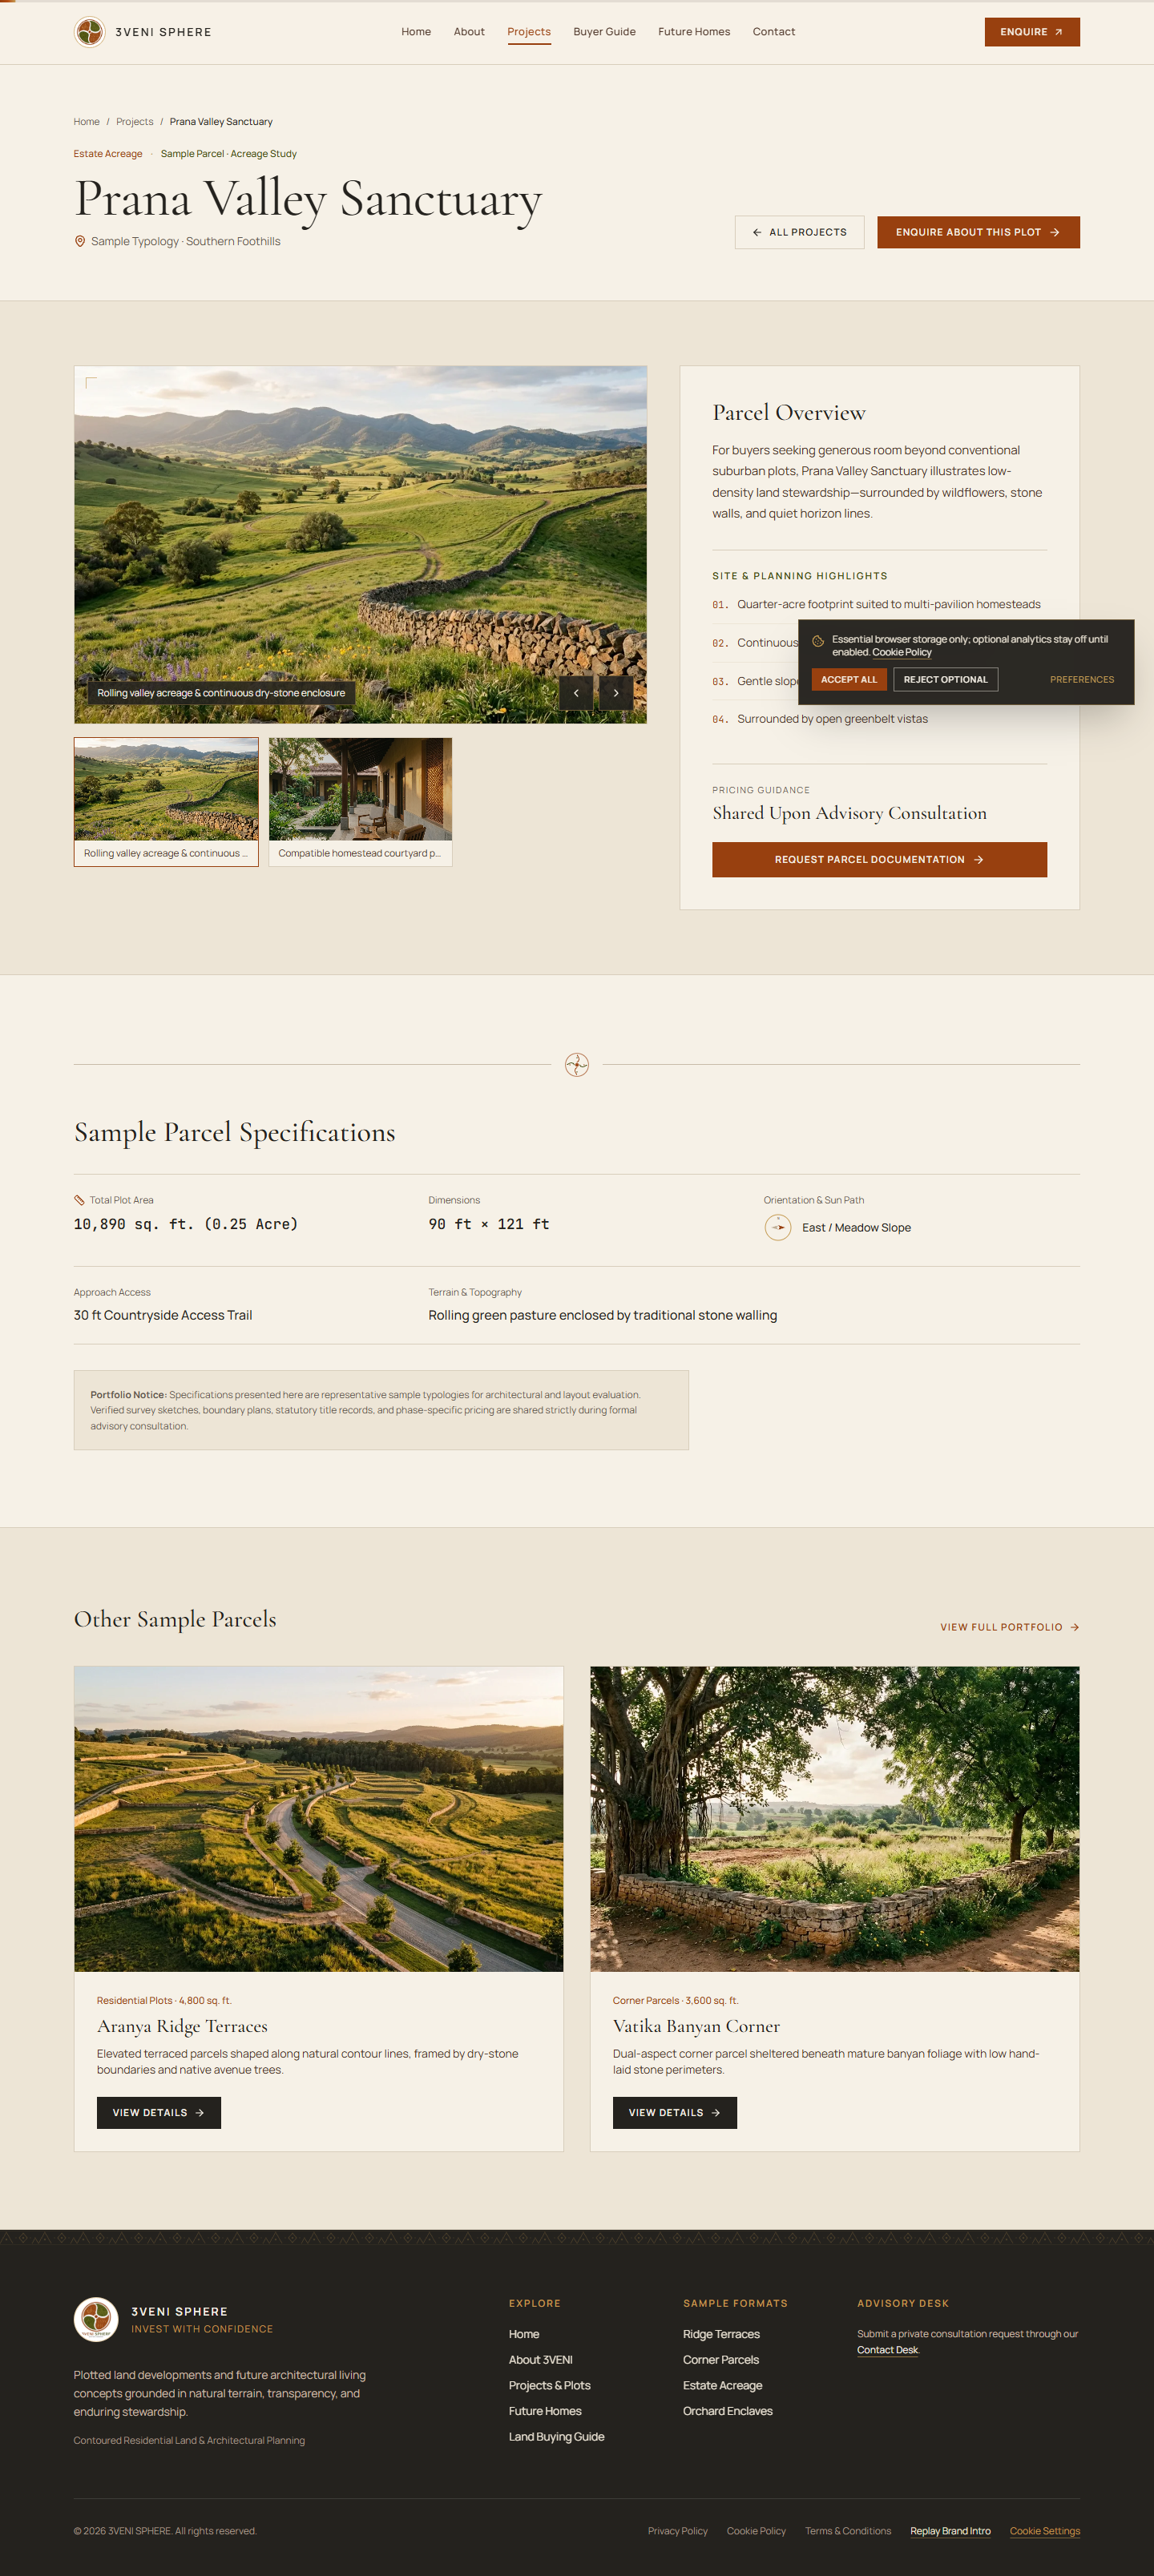 3VENI SPHERE
Home
About
Projects
Buyer Guide
Future Homes
Contact
ENQUIRE
Home / Projects / Prana Valley Sanctuary
Estate Acreage · Sample Parcel · Acreage Study
Prana Valley Sanctuary
Sample Typology · Southern Foothills
ALL PROJECTS
ENQUIRE ABOUT THIS PLOT
Rolling valley acreage & continuous dry-stone enclosure
Rolling valley acreage & continuous ...
Compatible homestead courtyard p...
Parcel Overview
For buyers seeking generous room beyond conventional
suburban plots, Prana Valley Sanctuary illustrates low-
density land stewardship—surrounded by wildflowers, stone
walls, and quiet horizon lines.
SITE & PLANNING HIGHLIGHTS
01. Quarter-acre footprint suited to multi-pavilion homesteads
02. Continuous
03. Gentle slope
04. Surrounded by open greenbelt vistas
Essential browser storage only; optional analytics stay off until
enabled. Cookie Policy
ACCEPT ALL
REJECT OPTIONAL
PREFERENCES
PRICING GUIDANCE
Shared Upon Advisory Consultation
REQUEST PARCEL DOCUMENTATION
Sample Parcel Specifications
Total Plot Area
10,890 sq. ft. (0.25 Acre)
Dimensions
90 ft × 121 ft
Orientation & Sun Path
East / Meadow Slope
Approach Access
30 ft Countryside Access Trail
Terrain & Topography
Rolling green pasture enclosed by traditional stone walling
Portfolio Notice: Specifications presented here are representative sample typologies for architectural and layout evaluation.
Verified survey sketches, boundary plans, statutory title records, and phase-specific pricing are shared strictly during formal
advisory consultation.
Other Sample Parcels
VIEW FULL PORTFOLIO
Residential Plots · 4,800 sq. ft.
Aranya Ridge Terraces
Elevated terraced parcels shaped along natural contour lines, framed by dry-stone
boundaries and native avenue trees.
VIEW DETAILS
Corner Parcels · 3,600 sq. ft.
Vatika Banyan Corner
Dual-aspect corner parcel sheltered beneath mature banyan foliage with low hand-
laid stone perimeters.
VIEW DETAILS
3VENI SPHERE
INVEST WITH CONFIDENCE
Plotted land developments and future architectural living
concepts grounded in natural terrain, transparency, and
enduring stewardship.
Contoured Residential Land & Architectural Planning
EXPLORE
Home
About 3VENI
Projects & Plots
Future Homes
Land Buying Guide
SAMPLE FORMATS
Ridge Terraces
Corner Parcels
Estate Acreage
Orchard Enclaves
ADVISORY DESK
Submit a private consultation request through our
Contact Desk.
© 2026 3VENI SPHERE. All rights reserved.
Privacy Policy
Cookie Policy
Terms & Conditions
Replay Brand Intro
Cookie Settings